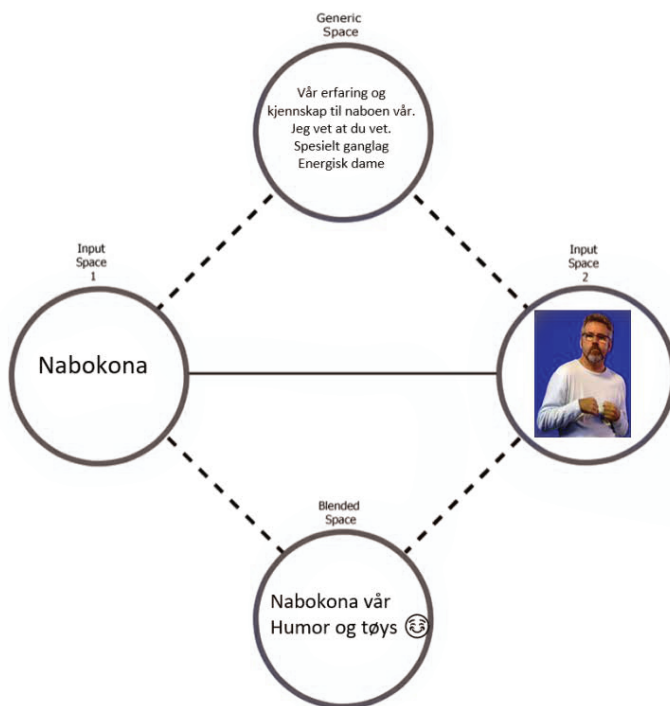 Generic
Space
Vår erfaring og
kjennskap til naboen vår.
Jeg vet at du vet.
Spesielt ganglag
Energisk dame
Input
Space
1
Nabokona
Input
Space
2
Blended
Space
Nabokona vår
Humor og tøys 😊